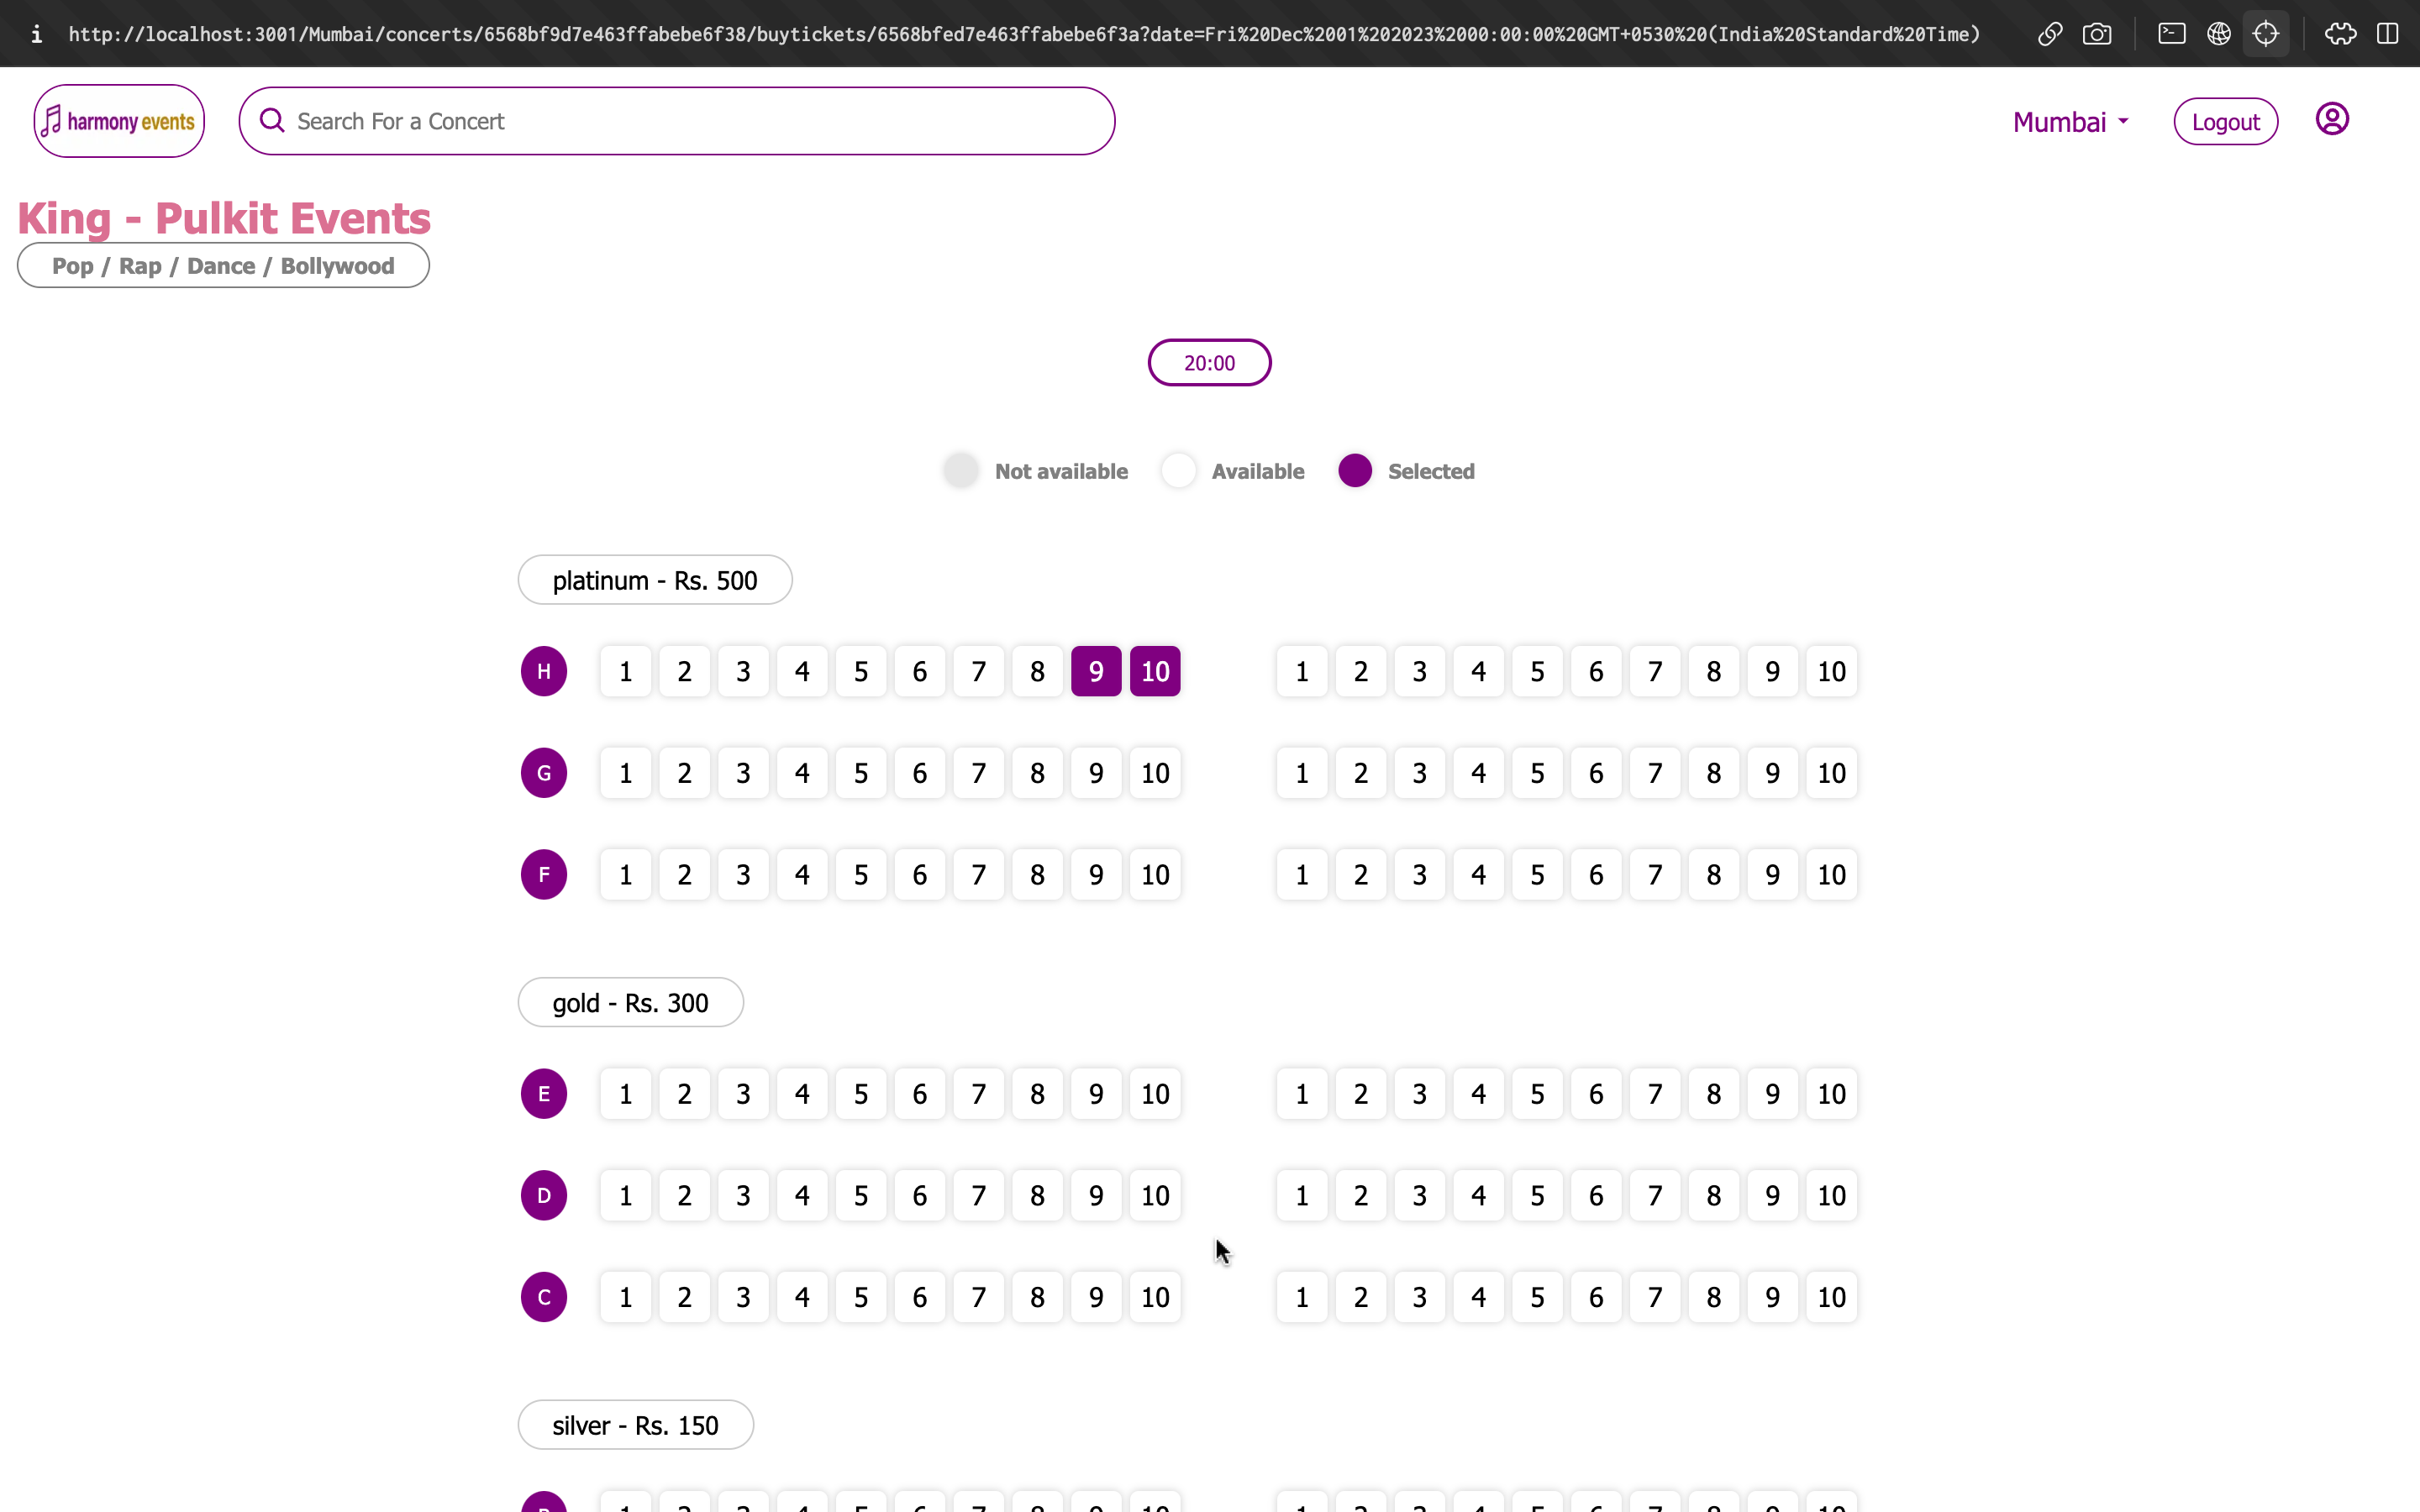 i http://localhost:3001/Mumbai/concerts/6568bf9d7e463ffabebe6f38/buytickets/6568bfed7e463ffabebe6f3a?date=Fri%20Dec%2001%202023%2000:00:00%20GMT+0530%20(India%20Standard%20Time)
harmony events Search For a Concert Mumbai Logout
King - Pulkit Events
Pop / Rap / Dance / Bollywood
20:00
Not available Available Selected
platinum - Rs. 500
H 1 2 3 4 5 6 7 8 9 10 1 2 3 4 5 6 7 8 9 10
G 1 2 3 4 5 6 7 8 9 10 1 2 3 4 5 6 7 8 9 10
F 1 2 3 4 5 6 7 8 9 10 1 2 3 4 5 6 7 8 9 10
gold - Rs. 300
E 1 2 3 4 5 6 7 8 9 10 1 2 3 4 5 6 7 8 9 10
D 1 2 3 4 5 6 7 8 9 10 1 2 3 4 5 6 7 8 9 10
C 1 2 3 4 5 6 7 8 9 10 1 2 3 4 5 6 7 8 9 10
silver - Rs. 150